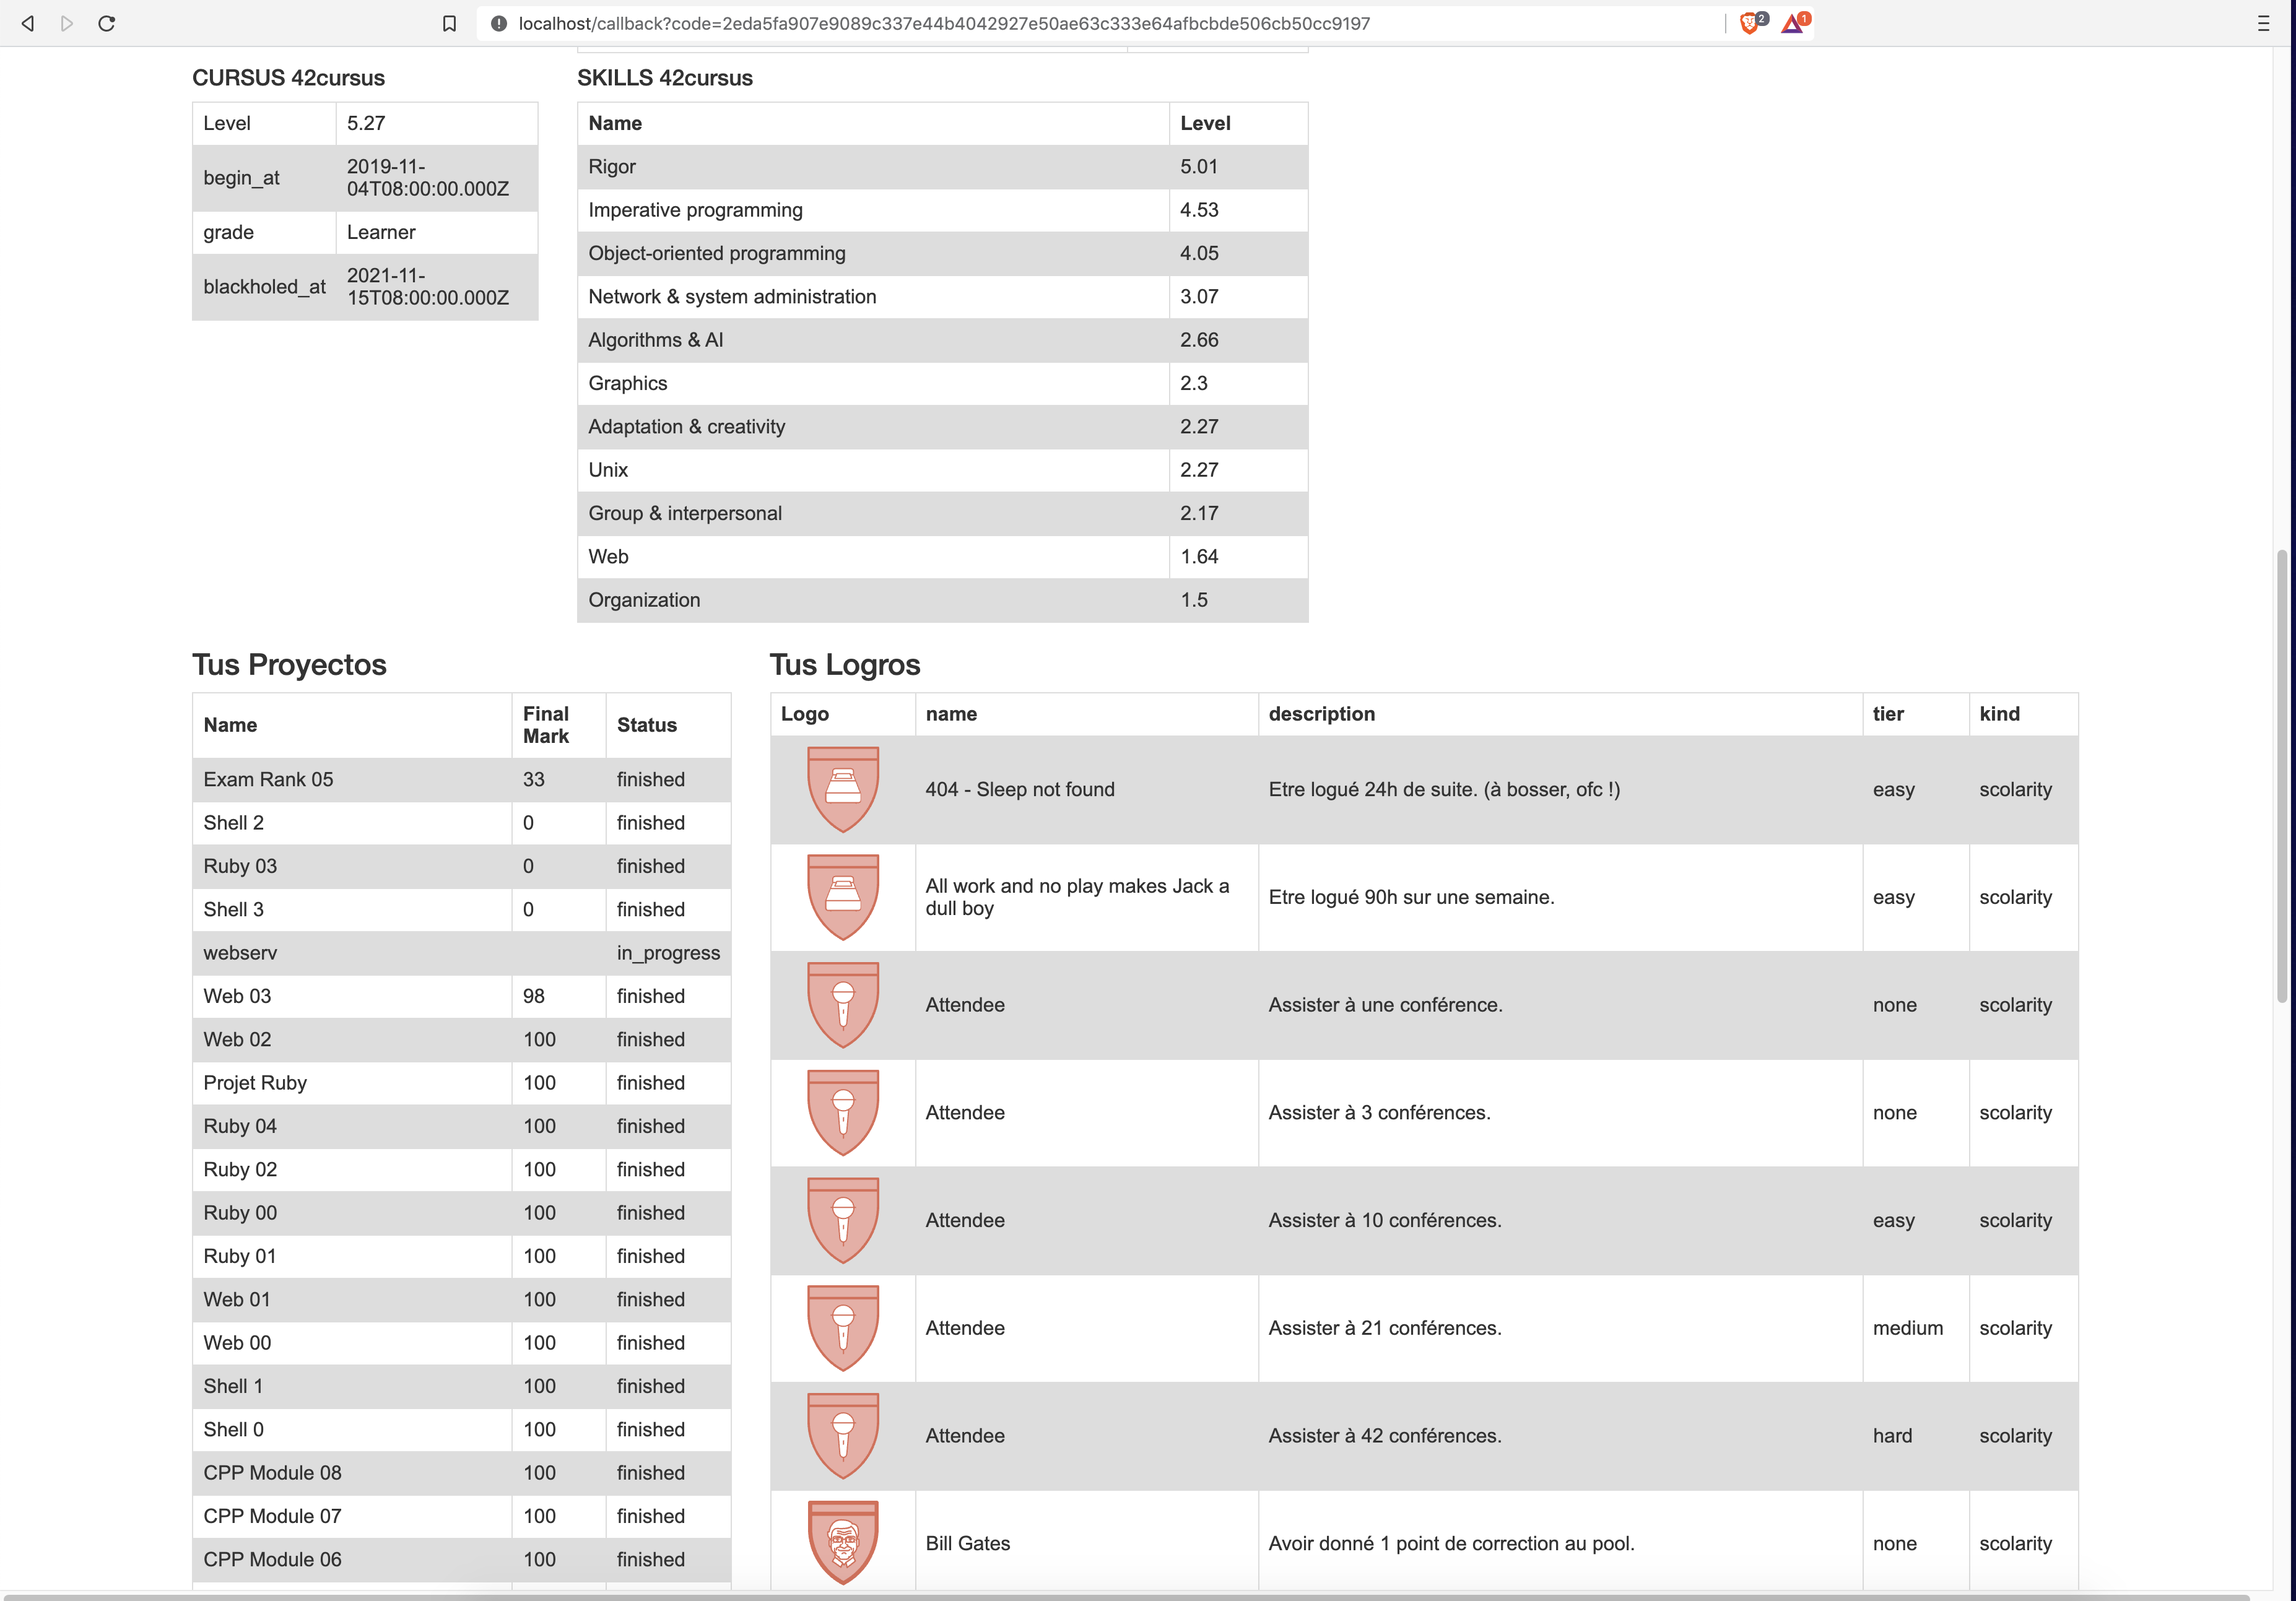 localhost/callback?code=2eda5fa907e9089c337e44b4042927e50ae63c333e64afbcbde506cb50cc9197
2
1
CURSUS 42cursus
Level 5.27
begin_at 2019-11-
04T08:00:00.000Z
grade Learner
blackholed_at 2021-11-
15T08:00:00.000Z
SKILLS 42cursus
Name Level
Rigor 5.01
Imperative programming 4.53
Object-oriented programming 4.05
Network & system administration 3.07
Algorithms & AI 2.66
Graphics 2.3
Adaptation & creativity 2.27
Unix 2.27
Group & interpersonal 2.17
Web 1.64
Organization 1.5
Tus Proyectos
Name Final
Mark Status
Exam Rank 05 33 finished
Shell 2 0 finished
Ruby 03 0 finished
Shell 3 0 finished
webserv in_progress
Web 03 98 finished
Web 02 100 finished
Projet Ruby 100 finished
Ruby 04 100 finished
Ruby 02 100 finished
Ruby 00 100 finished
Ruby 01 100 finished
Web 01 100 finished
Web 00 100 finished
Shell 1 100 finished
Shell 0 100 finished
CPP Module 08 100 finished
CPP Module 07 100 finished
CPP Module 06 100 finished
Tus Logros
Logo name description tier kind
404 - Sleep not found Etre logué 24h de suite. (à bosser, ofc !) easy scolarity
All work and no play makes Jack a
dull boy Etre logué 90h sur une semaine. easy scolarity
Attendee Assister à une conférence. none scolarity
Attendee Assister à 3 conférences. none scolarity
Attendee Assister à 10 conférences. easy scolarity
Attendee Assister à 21 conférences. medium scolarity
Attendee Assister à 42 conférences. hard scolarity
Bill Gates Avoir donné 1 point de correction au pool. none scolarity